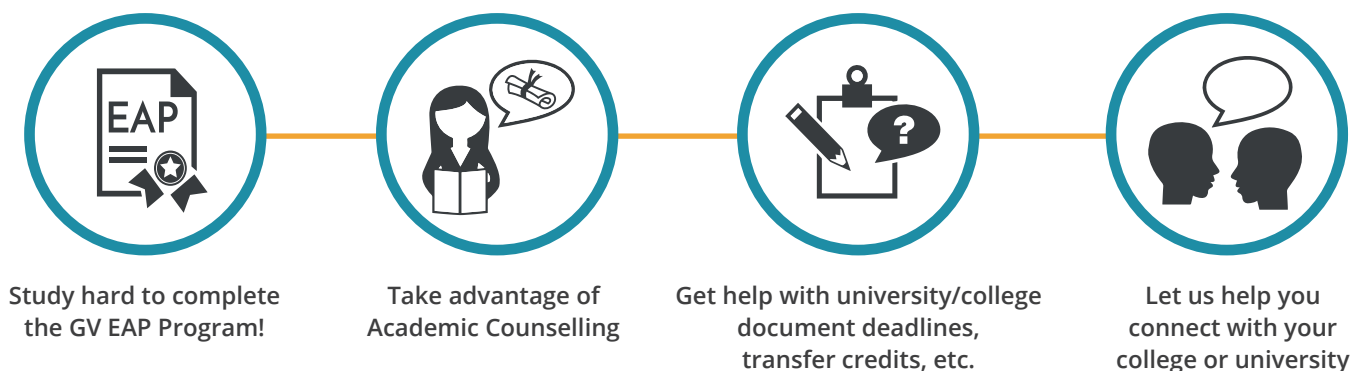 EAP
?
Study hard to complete
the GV EAP Program!
Take advantage of
Academic Counselling
Get help with university/college
document deadlines,
transfer credits, etc.
Let us help you
connect with your
college or university